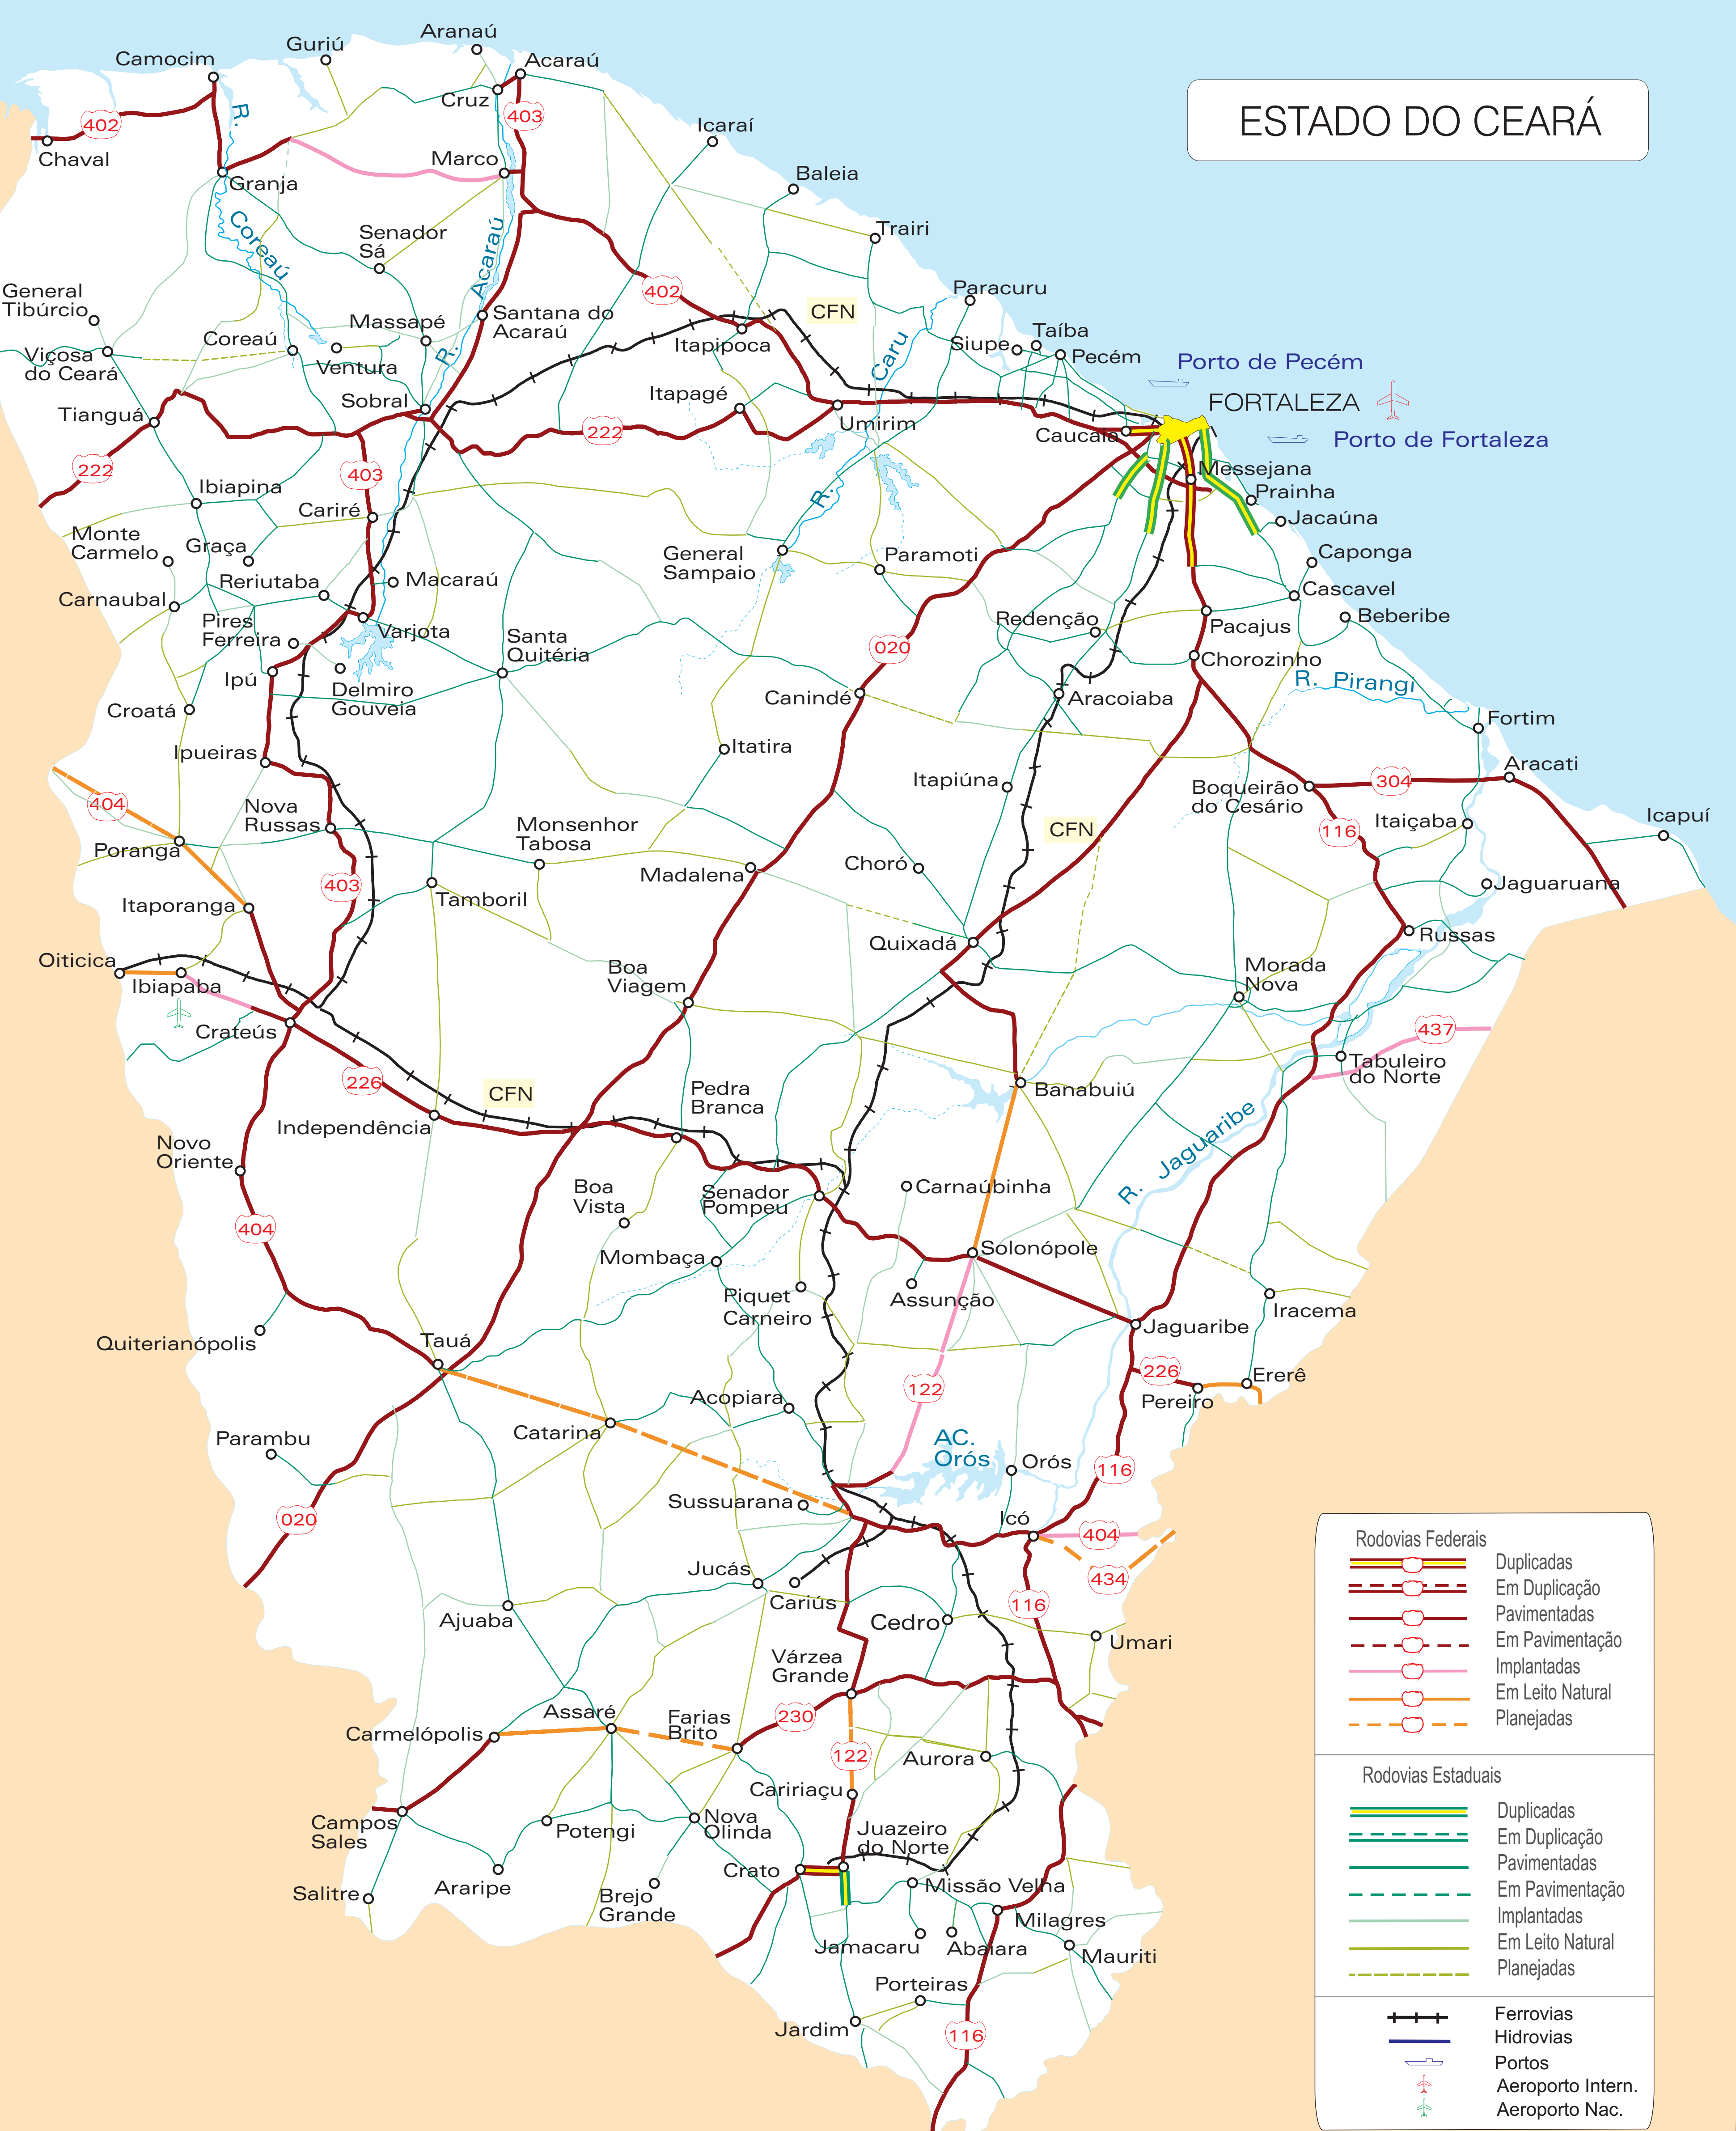 Aranaú
Guriú
Camocim
Acaraú
Cruz
ESTADO DO CEARÁ
R.
403
402
Icaraí
Chaval
Marco
Granja
Baleia
Coreaú
Senador
Sá
Acaraú
Trairi
General
Tibúrcio
402
Paracuru
CFN
Santana do
Acaraú
Massapé
Coreaú
Taíba
Siupe
Pecém
Itapipoca
Caru
R.
Viçosa
do Ceará
Ventura
Porto de Pecém
Sobral
Itapagé
FORTALEZA
Tianguá
Umirim
Caucaia
222
Porto de Fortaleza
222
403
Messejana
Ibiapina
R.
Prainha
Cariré
Jacaúna
Monte
Carmelo
Graça
General
Sampaio
Paramoti
Caponga
Reriutaba
Macaraú
Cascavel
Carnaubal
Redenção
Beberibe
Pires
Ferreira
Varjota
Santa
Quitéria
Pacajus
020
Chorozinho
Ipú
R. Pirangi
Delmiro
Gouveia
Canindé
Aracoiaba
Croatá
Fortim
Itatira
Ipueiras
Aracati
Itapiúna
304
Boqueirão
do Cesário
404
Nova
Russas
Icapuí
Monsenhor
Tabosa
CFN
116
Itaiçaba
Poranga
Choró
Madalena
403
Jaguaruana
Tamboril
Itaporanga
Russas
Quixadá
Oiticica
Boa
Viagem
Morada
Nova
Ibiapaba
Crateús
437
Tabuleiro
do Norte
226
CFN
Pedra
Branca
Banabuiú
Independência
Novo
Oriente
R. Jaguaribe
Boa
Vista
Senador
Pompeu
Carnaúbinha
404
Solonópole
Mombaça
Piquet
Carneiro
Assunção
Iracema
Quiterianópolis
Tauá
Jaguaribe
226
Ererê
122
Acopiara
Pereiro
Catarina
Parambu
AC.
Orós
Orós
116
Sussuarana
020
Icó
404
Jucás
434
Cariús
116
Ajuaba
Cedro
Umari
Várzea
Grande
Assaré
Farias
Brito
230
Carmelópolis
122
Aurora
Caririaçu
Campos
Sales
Potengi
Nova
Olinda
Juazeiro
do Norte
Crato
Araripe
Salitre
Brejo
Grande
Missão Velha
Milagres
Jamacaru
Abaiara
Mauriti
Porteiras
Jardim
116
Rodovias Federais
Duplicadas
Em Duplicação
Pavimentadas
Em Pavimentação
Implantadas
Em Leito Natural
Planejadas
Rodovias Estaduais
Duplicadas
Em Duplicação
Pavimentadas
Em Pavimentação
Implantadas
Em Leito Natural
Planejadas
Ferrovias
Hidrovias
Portos
Aeroporto Intern.
Aeroporto Nac.